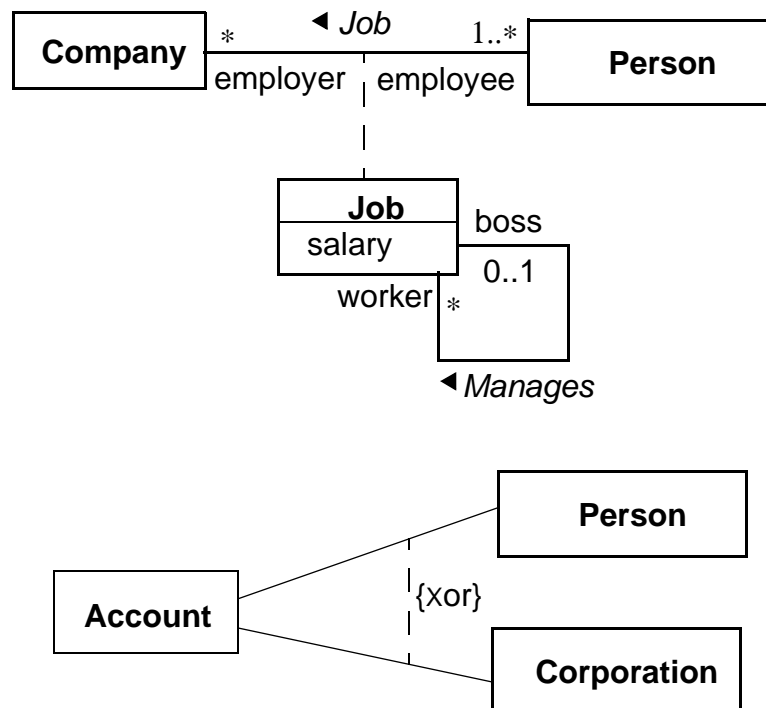 * ◄ Job 1..*
Company Person
employer employee
Job
boss
salary
0..1
worker *
◄ Manages
Person
{xor}
Account
Corporation